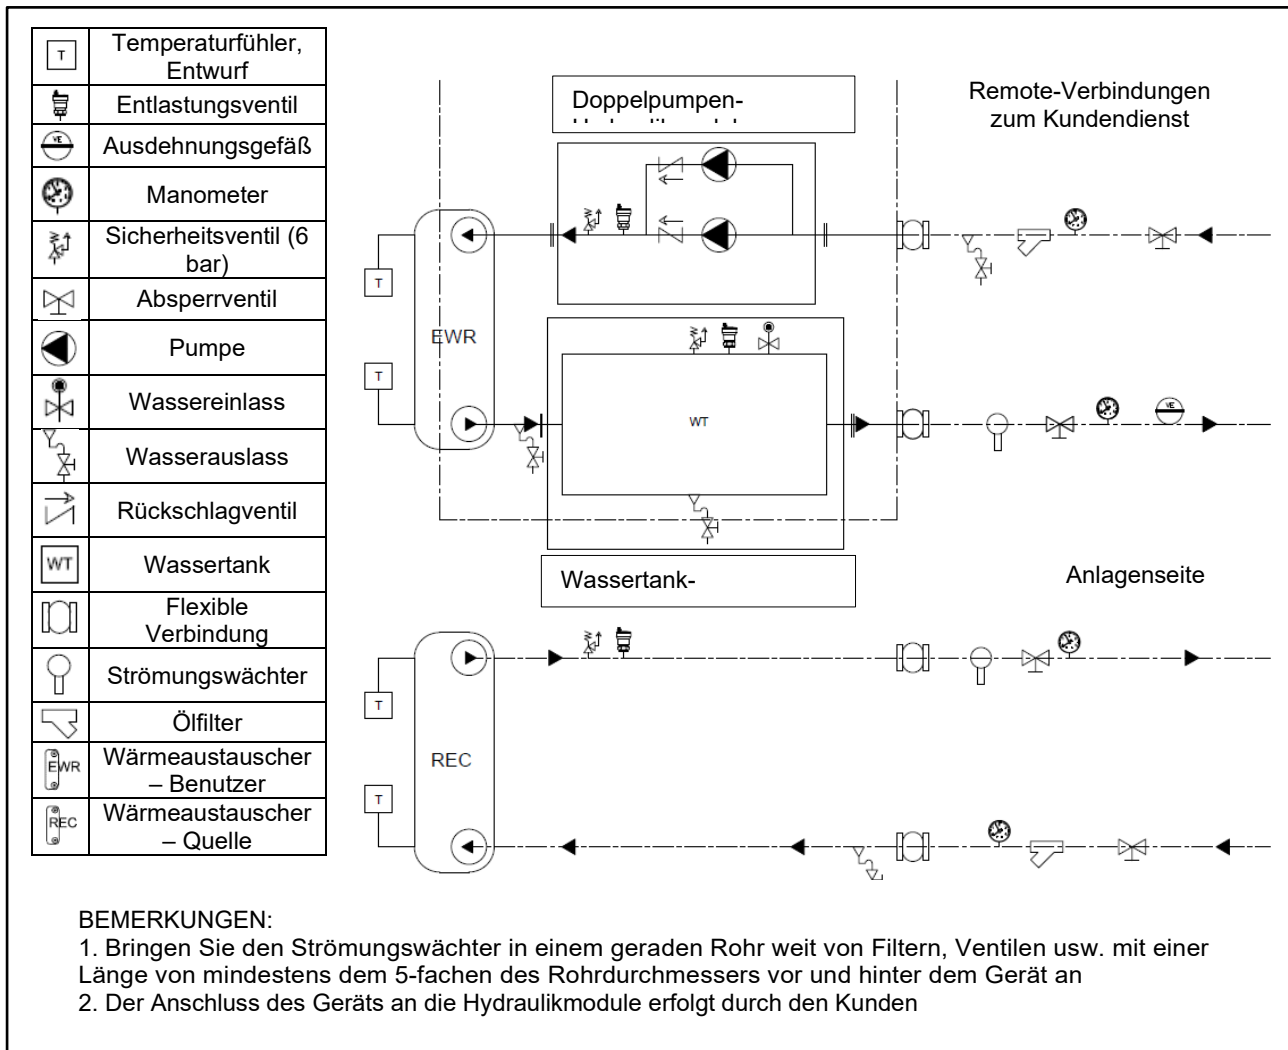 T
Temperaturfühler,
Entwurf
Entlastungsventil
VE
Ausdehnungsgefäß
Manometer
Sicherheitsventil (6
bar)
Absperrventil
Pumpe
Wassereinlass
Wasserauslass
Rückschlagventil
WT
Wassertank
Flexible
Verbindung
Strömungswächter
Ölfilter
EWR
Wärmeaustauscher
– Benutzer
REC
Wärmeaustauscher
– Quelle
Doppelpumpen-
Remote-Verbindungen
zum Kundendienst
T
EWR
T
WT
VE
Wassertank-
Anlagenseite
T
REC
T
BEMERKUNGEN:
1. Bringen Sie den Strömungswächter in einem geraden Rohr weit von Filtern, Ventilen usw. mit einer
Länge von mindestens dem 5-fachen des Rohrdurchmessers vor und hinter dem Gerät an
2. Der Anschluss des Geräts an die Hydraulikmodule erfolgt durch den Kunden